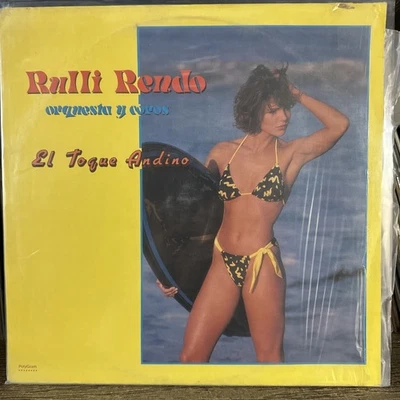 Rulli Rendo
orquesta y coros
El Toque Andino